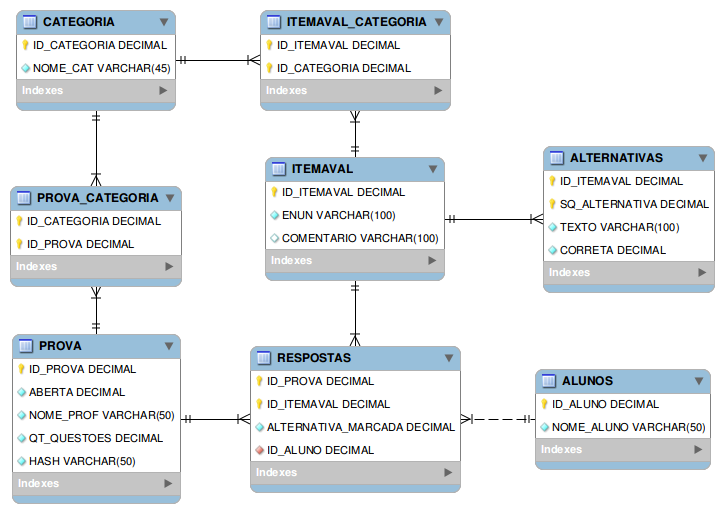 CATEGORIA
ID_CATEGORIA DECIMAL
NOME_CAT VARCHAR(45)
Indexes
ITEMAVAL_CATEGORIA
ID_ITEMAVAL DECIMAL
ID_CATEGORIA DECIMAL
Indexes
PROVA_CATEGORIA
ID_CATEGORIA DECIMAL
ID_PROVA DECIMAL
Indexes
ITEMAVAL
ID_ITEMAVAL DECIMAL
ENUN VARCHAR(100)
COMENTARIO VARCHAR(100)
Indexes
ALTERNATIVAS
ID_ITEMAVAL DECIMAL
SQ_ALTERNATIVA DECIMAL
TEXTO VARCHAR(100)
CORRETA DECIMAL
Indexes
PROVA
ID_PROVA DECIMAL
ABERTA DECIMAL
NOME_PROF VARCHAR(50)
QT_QUESTOES DECIMAL
HASH VARCHAR(50)
Indexes
RESPOSTAS
ID_PROVA DECIMAL
ID_ITEMAVAL DECIMAL
ALTERNATIVA_MARCADA DECIMAL
ID_ALUNO DECIMAL
Indexes
ALUNOS
ID_ALUNO DECIMAL
NOME_ALUNO VARCHAR(50)
Indexes